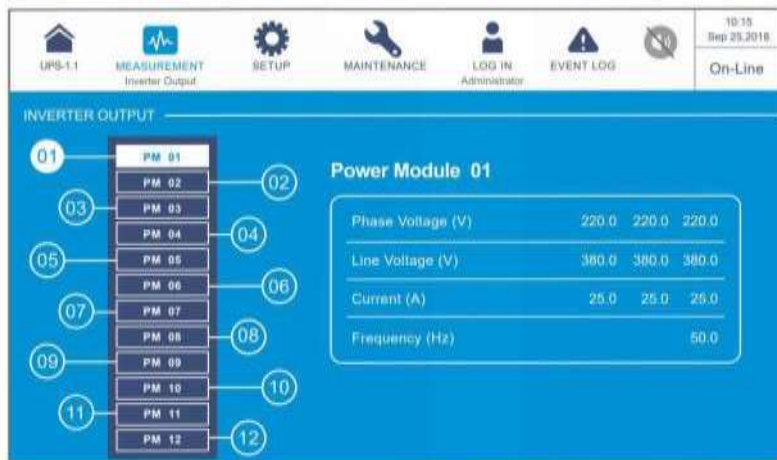 10:15
Sep 25,2018
UPS-1.1
MEASUREMENT
SETUP
MAINTENANCE
LOG IN
EVENT LOG
On-Line
Inverter Output
Administrator
INVERTER OUTPUT
01
PM 01
PM 02
02
03
PM 03
PM 04
04
05
PM 05
PM 06
06
07
PM 07
PM 08
08
09
PM 09
PM 10
10
11
PM 11
PM 12
12
Power Module 01
Phase Voltage (V) 220.0 220.0 220.0
Line Voltage (V) 380.0 380.0 380.0
Current (A) 25.0 25.0 25.0
Frequency (Hz) 50.0